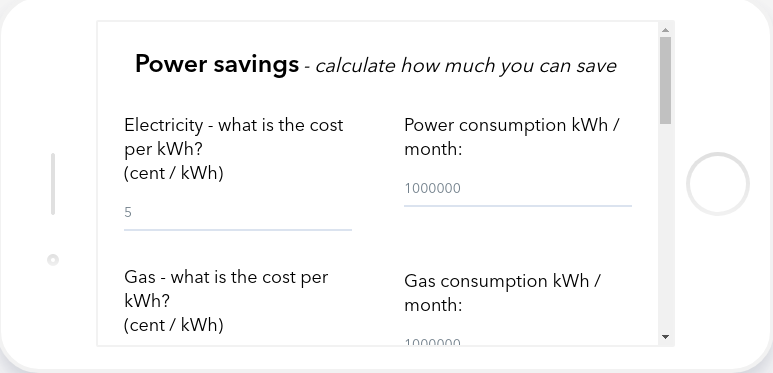 Power savings - calculate how much you can save
Electricity - what is the cost
per kWh?
(cent / kWh)
5
Power consumption kWh /
month:
1000000
Gas - what is the cost per
kWh?
(cent / kWh)
Gas consumption kWh /
month:
1000000